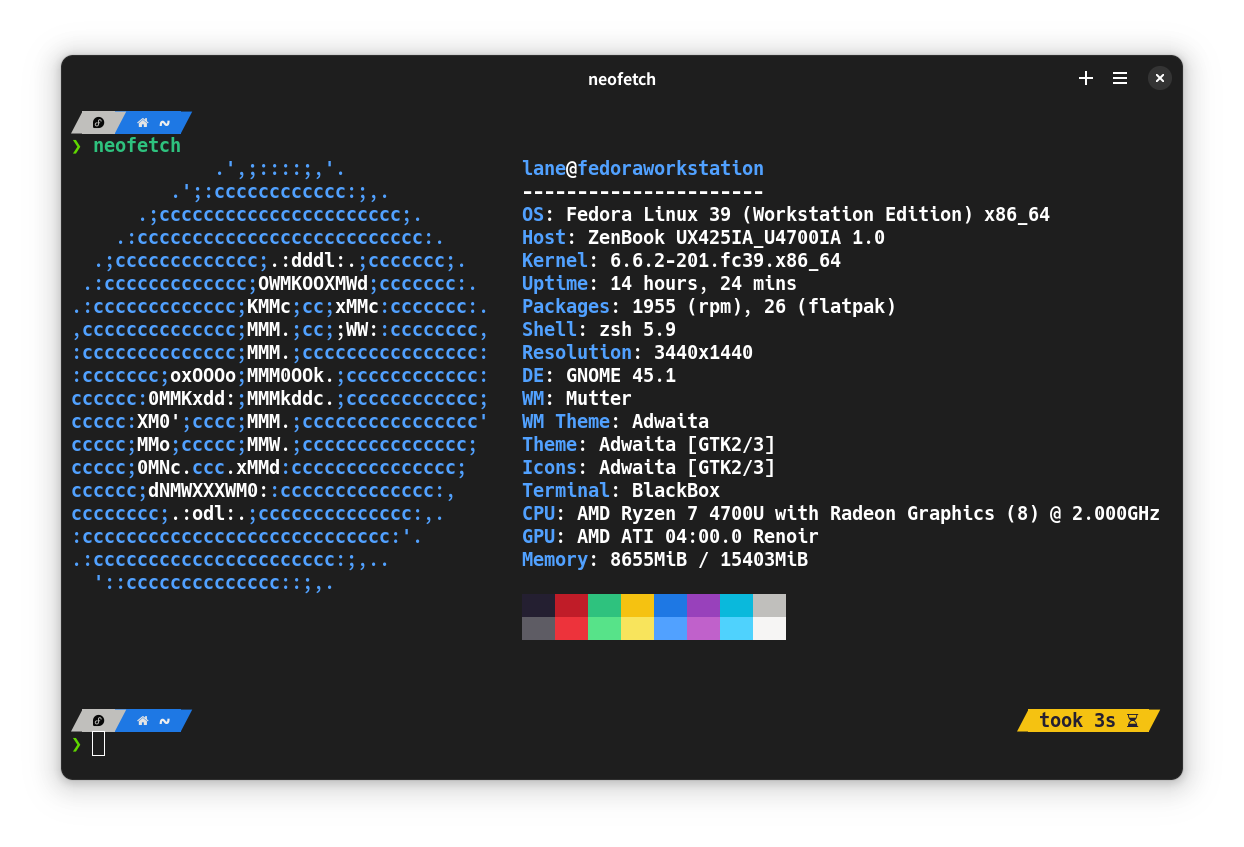 neofetch
~
❯ neofetch
             .',;::::;,'.
         .';:cccccccccccc:;,.
      .;cccccccccccccccccccccc;.
    .:cccccccccccccccccccccccccc:.
  .;ccccccccccccc;.:dddl:.;ccccccc;.
 .:ccccccccccccc;OWMKOOXMWd;ccccccc:.
.:ccccccccccccc;KMMc;cc;xMMc:ccccccc:.
,cccccccccccccc;MMM.;cc;;WW::cccccccc,
:cccccccccccccc;MMM.;cccccccccccccccc:
:ccccccc;oxOOOo;MMM0OOk.;cccccccccccc:
cccccc:0MMKxdd:;MMMkddc.;cccccccccccc;
ccccc:XM0';cccc;MMM.;cccccccccccccccc'
ccccc;MMo;ccccc;MMW.;ccccccccccccccc;
ccccc;0MNc.ccc.xMMd:ccccccccccccccc;
cccccc;dNMWXXXWM0::cccccccccccccc:,
cccccccc;.:odl:.;cccccccccccccc:,.
:cccccccccccccccccccccccccccc:'.
.:cccccccccccccccccccccc:;,..
  '::cccccccccccccc::;,.
lane@fedoraworkstation
----------------------
OS: Fedora Linux 39 (Workstation Edition) x86_64
Host: ZenBook UX425IA_U4700IA 1.0
Kernel: 6.6.2-201.fc39.x86_64
Uptime: 14 hours, 24 mins
Packages: 1955 (rpm), 26 (flatpak)
Shell: zsh 5.9
Resolution: 3440x1440
DE: GNOME 45.1
WM: Mutter
WM Theme: Adwaita
Theme: Adwaita [GTK2/3]
Icons: Adwaita [GTK2/3]
Terminal: BlackBox
CPU: AMD Ryzen 7 4700U with Radeon Graphics (8) @ 2.000GHz
GPU: AMD ATI 04:00.0 Renoir
Memory: 8655MiB / 15403MiB
~
took 3s
❯